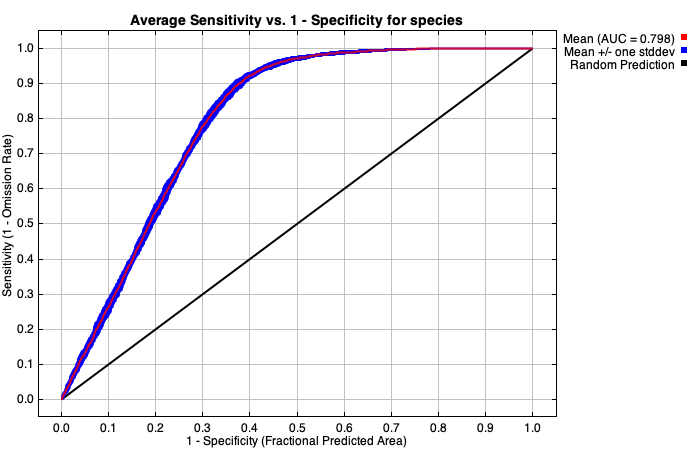 Average Sensitivity vs. 1 - Specificity for species
Mean (AUC = 0.798)
Mean +/- one stddev
Random Prediction
Sensitivity (1 - Omission Rate)
1.0
0.9
0.8
0.7
0.6
0.5
0.4
0.3
0.2
0.1
0.0
0.0 0.1 0.2 0.3 0.4 0.5 0.6 0.7 0.8 0.9 1.0
1 - Specificity (Fractional Predicted Area)